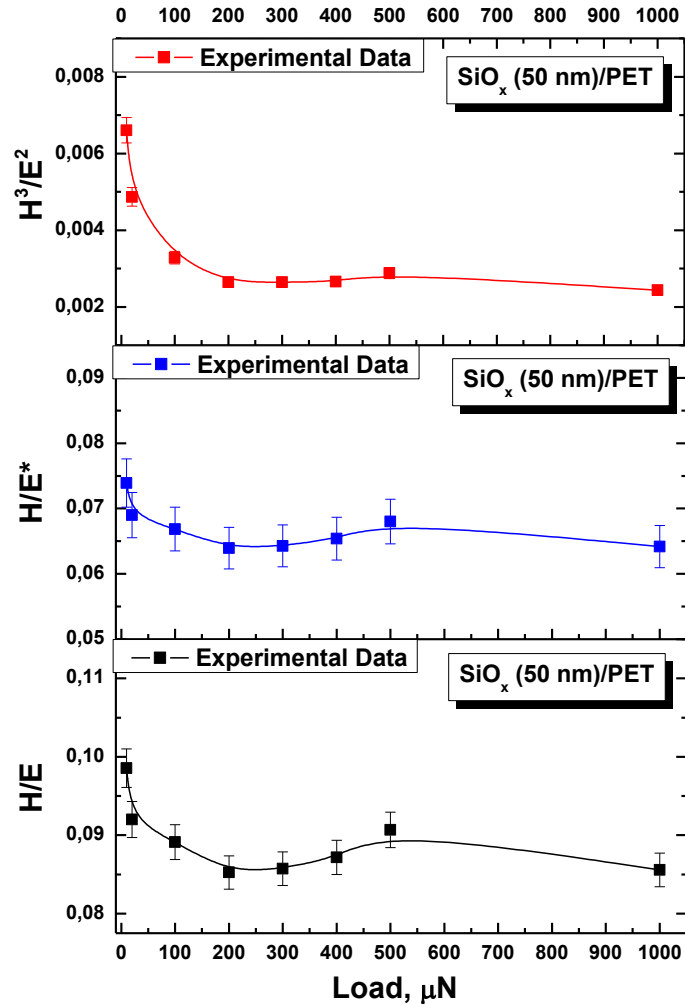 0 100 200 300 400 500 600 700 800 900 1000
Experimental Data
SiOₓ (50 nm)/PET
0,008
0,006
0,004
0,002
H³/E²
Experimental Data
SiOₓ (50 nm)/PET
0,09
0,08
0,07
0,06
0,05
H/E*
Experimental Data
SiOₓ (50 nm)/PET
0,11
0,10
0,09
0,08
H/E
0 100 200 300 400 500 600 700 800 900 1000
Load, μN